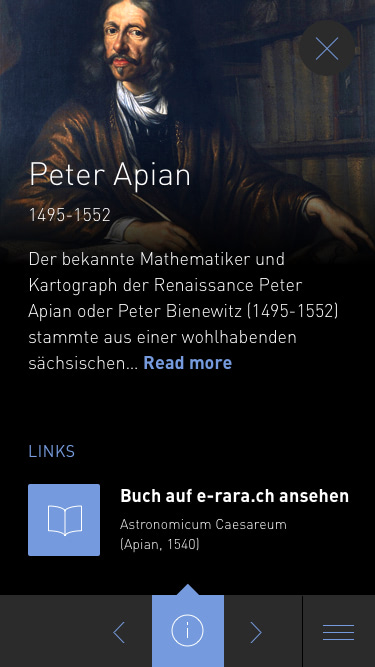 Peter Apian
1495-1552
Der bekannte Mathematiker und
Kartograph der Renaissance Peter
Apian oder Peter Bienewitz (1495-1552)
stammte aus einer wohlhabenden
sächsischen... Read more
LINKS
Buch auf e-rara.ch ansehen
Astronomicum Caesareum
(Apian, 1540)